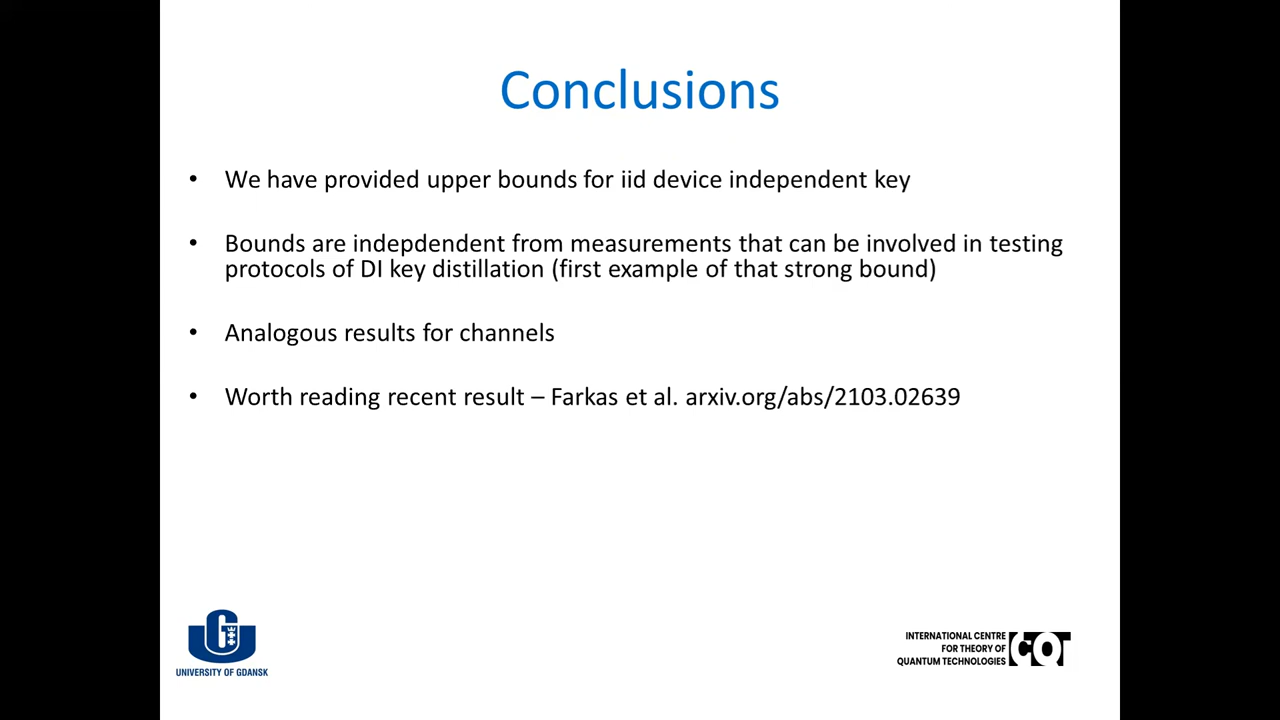 Conclusions
• We have provided upper bounds for iid device independent key
• Bounds are indepdendent from measurements that can be involved in testing
protocols of DI key distillation (first example of that strong bound)
• Analogous results for channels
• Worth reading recent result – Farkas et al. arxiv.org/abs/2103.02639
UNIVERSITY OF GDAŃSK
INTERNATIONAL CENTRE
FOR THEORY OF
QUANTUM TECHNOLOGIES